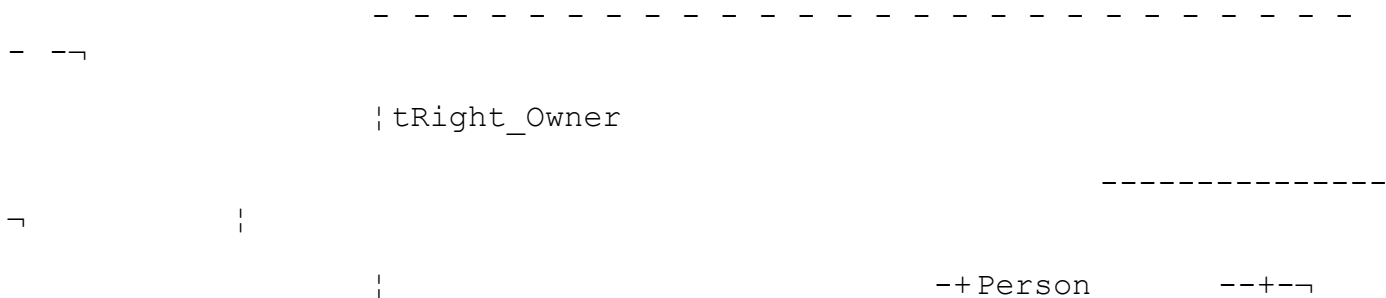 - - - - - - - - - - - - - - - - - - - - - - - - - -
- -¬
¦tRight_Owner
---------------
¬ ¦
¦ -+Person --+-¬